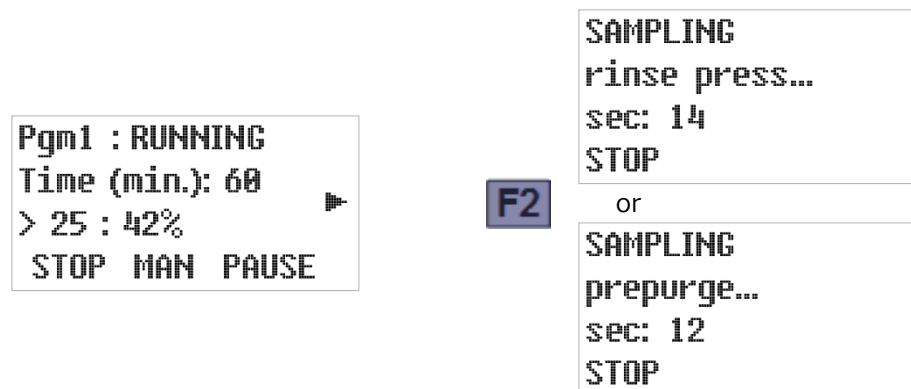 Pgm1 : RUNNING
Time (min.): 60
> 25 : 42%
STOP MAN PAUSE
F2
SAMPLING
rinse press...
sec: 14
STOP
or
SAMPLING
prepurge...
sec: 12
STOP